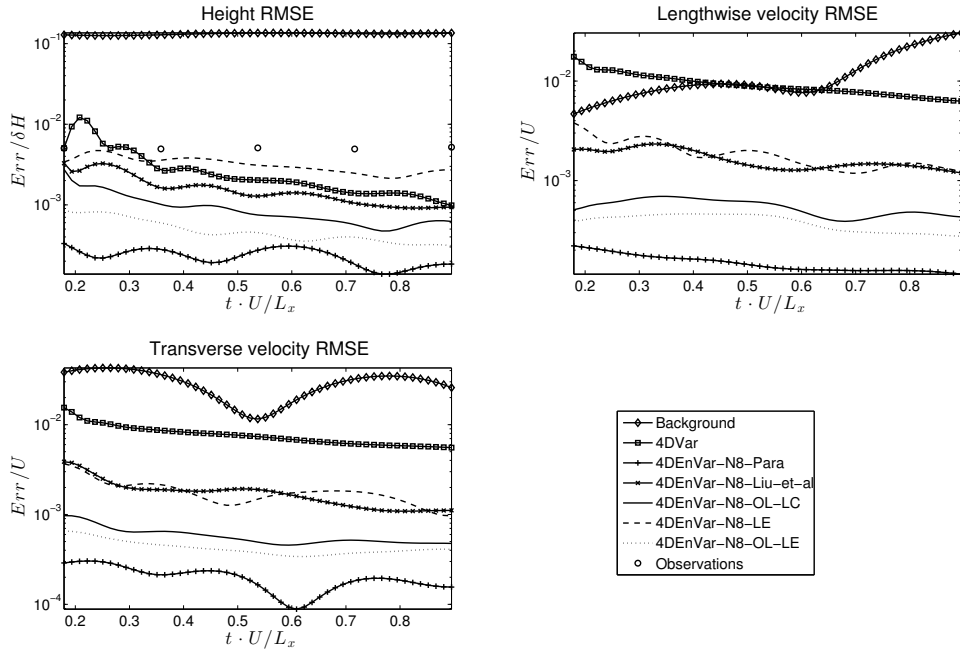 Height RMSE
Err/δH
10⁻¹
10⁻²
10⁻³
0.2 0.3 0.4 0.5 0.6 0.7 0.8
t · U/Lₓ
Lengthwise velocity RMSE
Err/U
10⁻²
10⁻³
0.2 0.3 0.4 0.5 0.6 0.7 0.8
t · U/Lₓ
Transverse velocity RMSE
Err/U
10⁻²
10⁻³
10⁻⁴
0.2 0.3 0.4 0.5 0.6 0.7 0.8
t · U/Lₓ
Background
4DVar
4DEnVar−N8−Para
4DEnVar−N8−Liu−et−al
4DEnVar−N8−OL−LC
4DEnVar−N8−LE
4DEnVar−N8−OL−LE
Observations